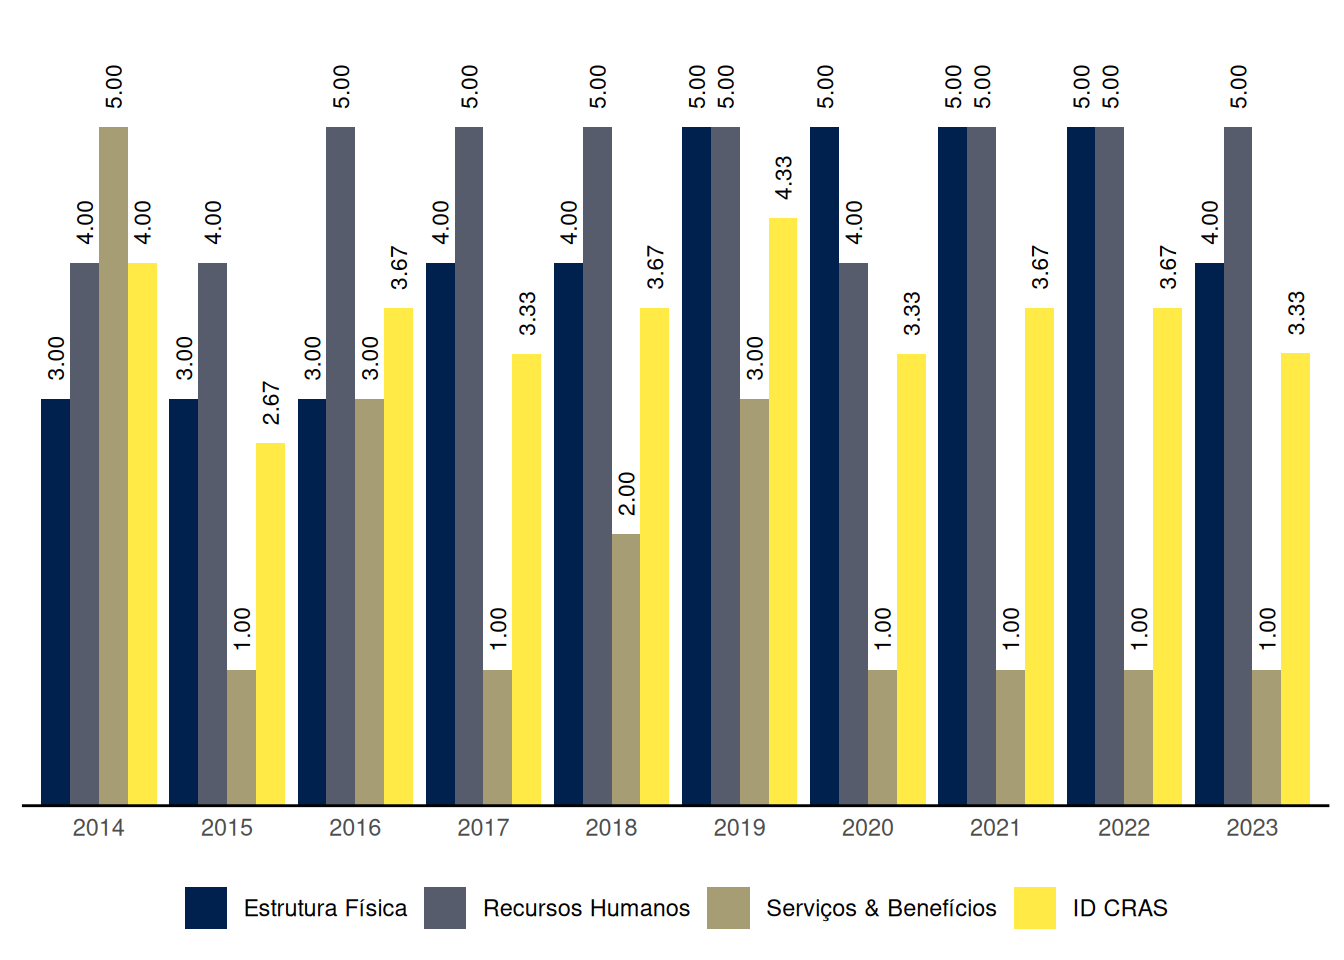 5.00 5.00 5.00 5.00 5.00 5.00 5.00 5.00 5.00 5.00 5.00 5.00
4.33
4.00 4.00 4.00 4.00 4.00 4.00 4.00
3.67 3.67 3.67 3.67
3.33 3.33 3.33
3.00 3.00 3.00 3.00 3.00
2.67
2.00
1.00 1.00 1.00 1.00 1.00 1.00
2014 2015 2016 2017 2018 2019 2020 2021 2022 2023
Estrutura Física Recursos Humanos Serviços & Benefícios ID CRAS